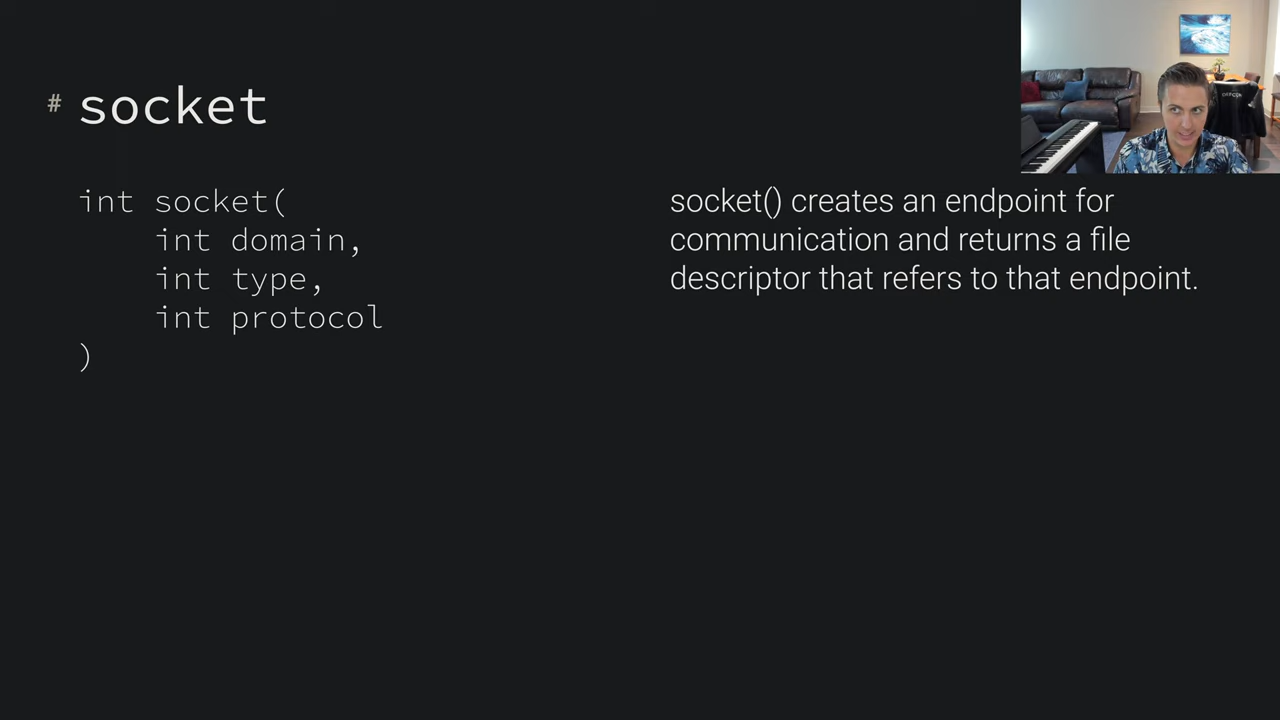 # socket
int socket(
    int domain,
    int type,
    int protocol
)
socket() creates an endpoint for
communication and returns a file
descriptor that refers to that endpoint.